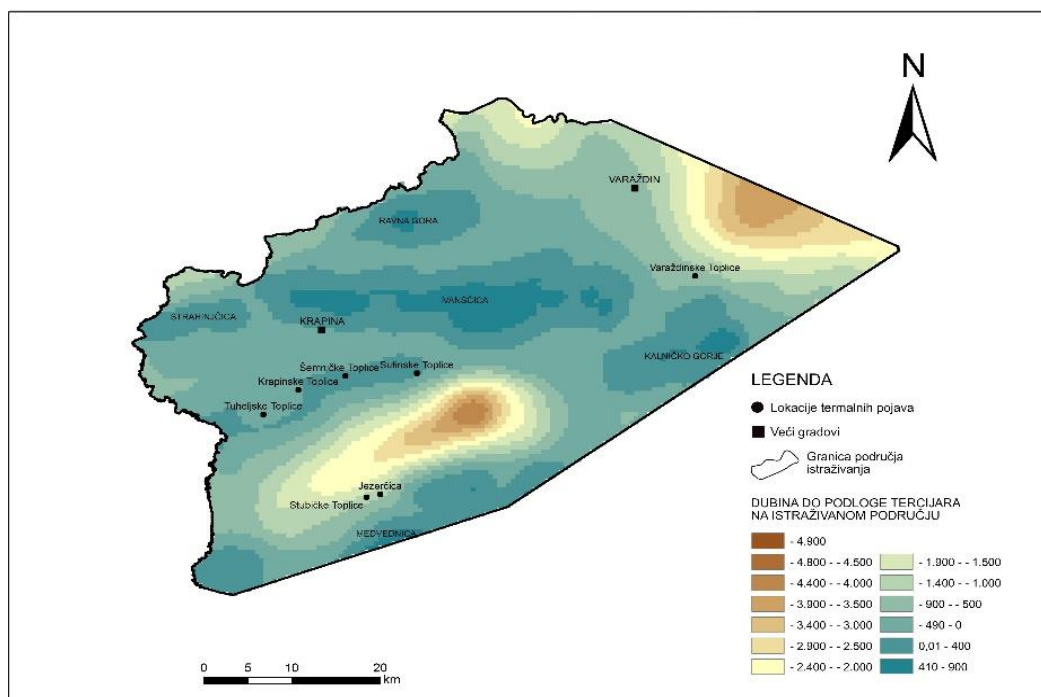 N
VARAŽDIN
RAVNA GORA
Varaždinske Toplice
IVANŠČICA
STRAHINJČICA
KRAPINA
KALNIČKO GORJE
Šemničke Toplice
Sutinske Toplice
Krapinske Toplice
Tuheljske Toplice
Jezerčica
Stubičke Toplice
MEDVEDNICA
LEGENDA
Lokacije termalnih pojava
Veći gradovi
Granica područja
istraživanja
DUBINA DO PODLOGE TERCIJARA
NA ISTRAŽIVANOM PODRUČJU
- 4.900
- 4.800 - - 4.500
- 4.400 - - 4.000
- 3.900 - - 3.500
- 3.400 - - 3.000
- 2.900 - - 2.500
- 2.400 - - 2.000
- 1.900 - - 1.500
- 1.400 - - 1.000
- 900 - - 500
- 490 - 0
0,01 - 400
410 - 900
0 5 10 20
km